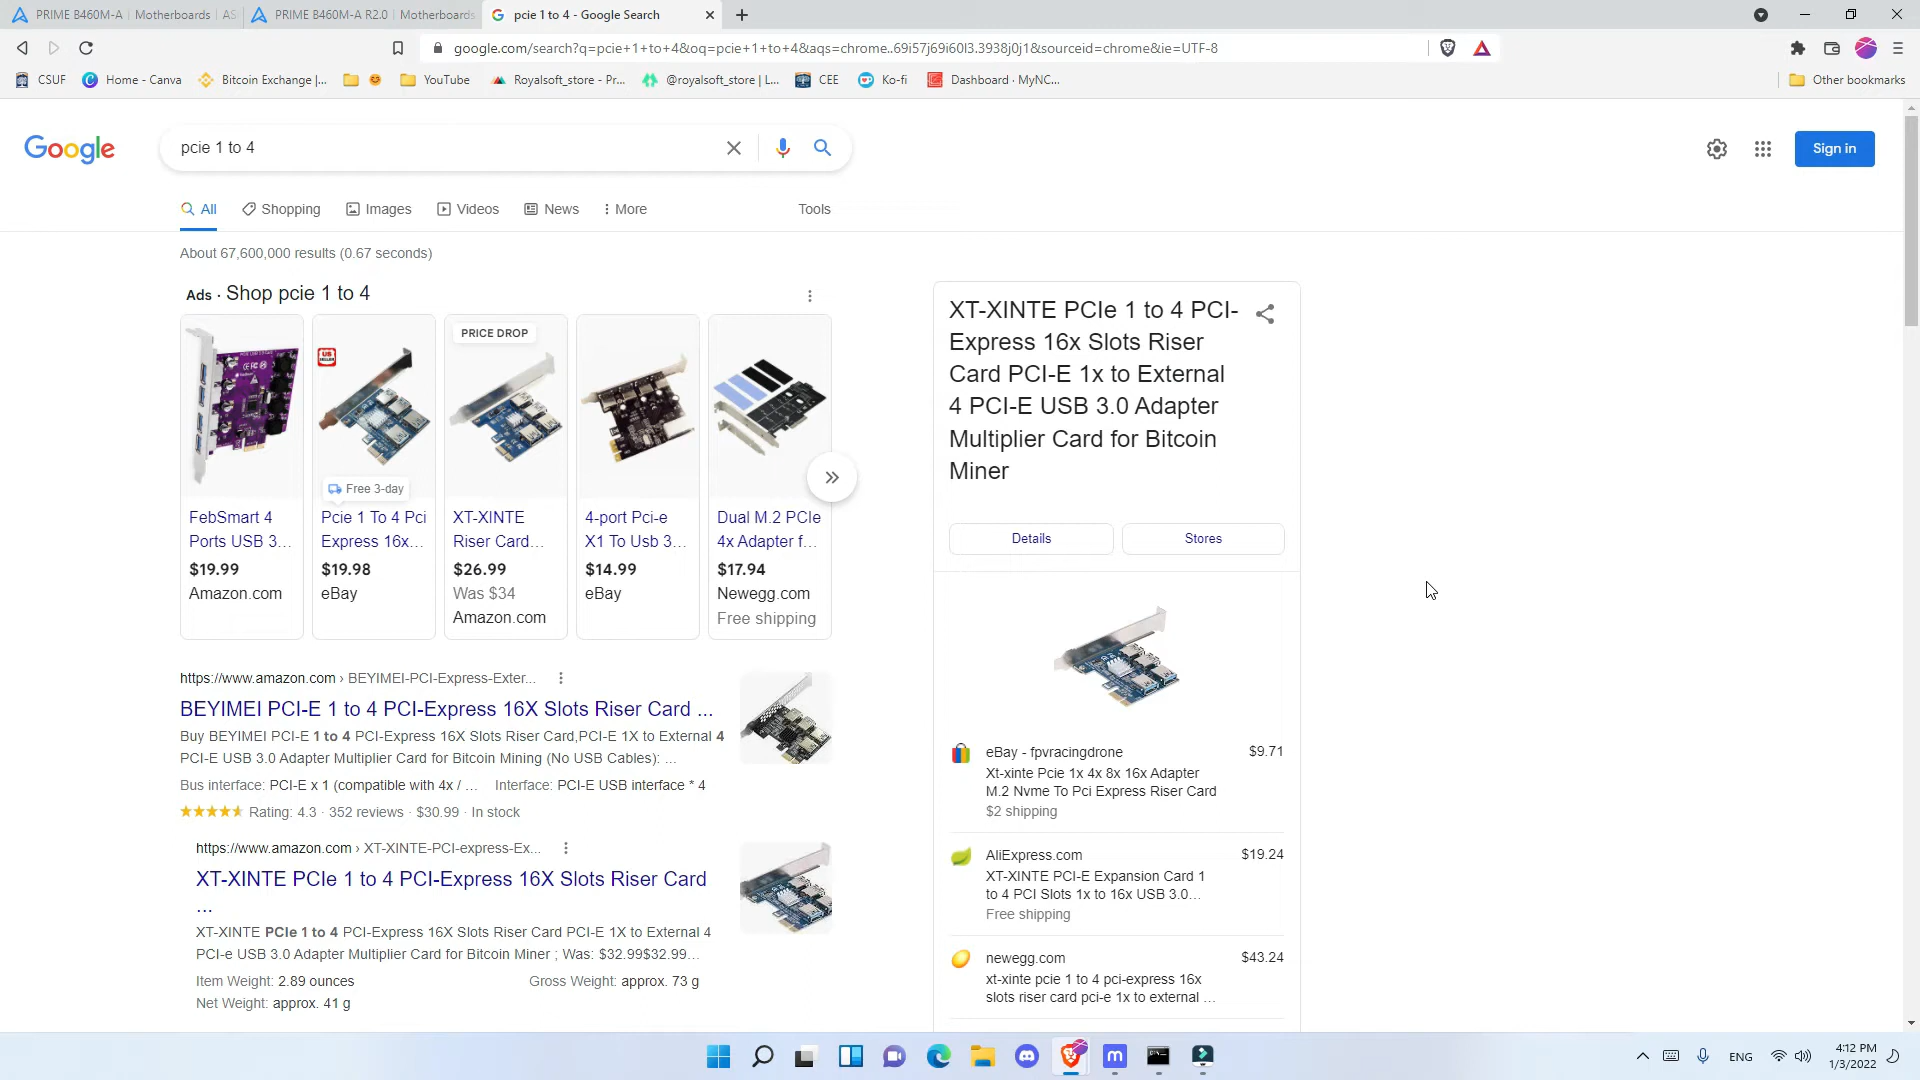 PRIME B460M-A | Motherboards | AS
PRIME B460M-A R2.0 | Motherboards
pcie 1 to 4 - Google Search
google.com/search?q=pcie+1+to+4&oq=pcie+1+to+4&aqs=chrome..69i57j69i60l3.3938j0j1&sourceid=chrome&ie=UTF-8
CSUF
Home - Canva
Bitcoin Exchange |...
YouTube
Royalsoft_store - Pr...
@royalsoft_store | L...
CEE
Ko-fi
Dashboard · MyNC...
Other bookmarks
Google
pcie 1 to 4
Sign in
All
Shopping
Images
Videos
News
More
Tools
About 67,600,000 results (0.67 seconds)
Ads · Shop pcie 1 to 4
FebSmart 4
Ports USB 3...
$19.99
Amazon.com
US
SELLER
Free 3-day
Pcie 1 To 4 Pci
Express 16x...
$19.98
eBay
PRICE DROP
XT-XINTE
Riser Card...
$26.99
Was $34
Amazon.com
4-port Pci-e
X1 To Usb 3...
$14.99
eBay
Dual M.2 PCIe
4x Adapter f...
$17.94
Newegg.com
Free shipping
https://www.amazon.com › BEYIMEI-PCI-Express-Exter...
BEYIMEI PCI-E 1 to 4 PCI-Express 16X Slots Riser Card ...
Buy BEYIMEI PCI-E 1 to 4 PCI-Express 16X Slots Riser Card,PCI-E 1X to External 4
PCI-E USB 3.0 Adapter Multiplier Card for Bitcoin Mining (No USB Cables): ...
Bus interface: PCI-E x 1 (compatible with 4x / ...
Interface: PCI-E USB interface * 4
Rating: 4.3 · 352 reviews · $30.99 · In stock
https://www.amazon.com › XT-XINTE-PCI-express-Ex...
XT-XINTE PCIe 1 to 4 PCI-Express 16X Slots Riser Card
...
XT-XINTE PCIe 1 to 4 PCI-Express 16X Slots Riser Card PCI-E 1X to External 4
PCI-e USB 3.0 Adapter Multiplier Card for Bitcoin Miner ; Was: $32.99$32.99...
Item Weight: 2.89 ounces
Gross Weight: approx. 73 g
Net Weight: approx. 41 g
XT-XINTE PCIe 1 to 4 PCI-
Express 16x Slots Riser
Card PCI-E 1x to External
4 PCI-E USB 3.0 Adapter
Multiplier Card for Bitcoin
Miner
Details
Stores
eBay - fpvracingdrone
$9.71
Xt-xinte Pcie 1x 4x 8x 16x Adapter
M.2 Nvme To Pci Express Riser Card
$2 shipping
AliExpress.com
$19.24
XT-XINTE PCI-E Expansion Card 1
to 4 PCI Slots 1x to 16x USB 3.0...
Free shipping
newegg.com
$43.24
xt-xinte pcie 1 to 4 pci-express 16x
slots riser card pci-e 1x to external ...
ENG
4:12 PM
1/3/2022